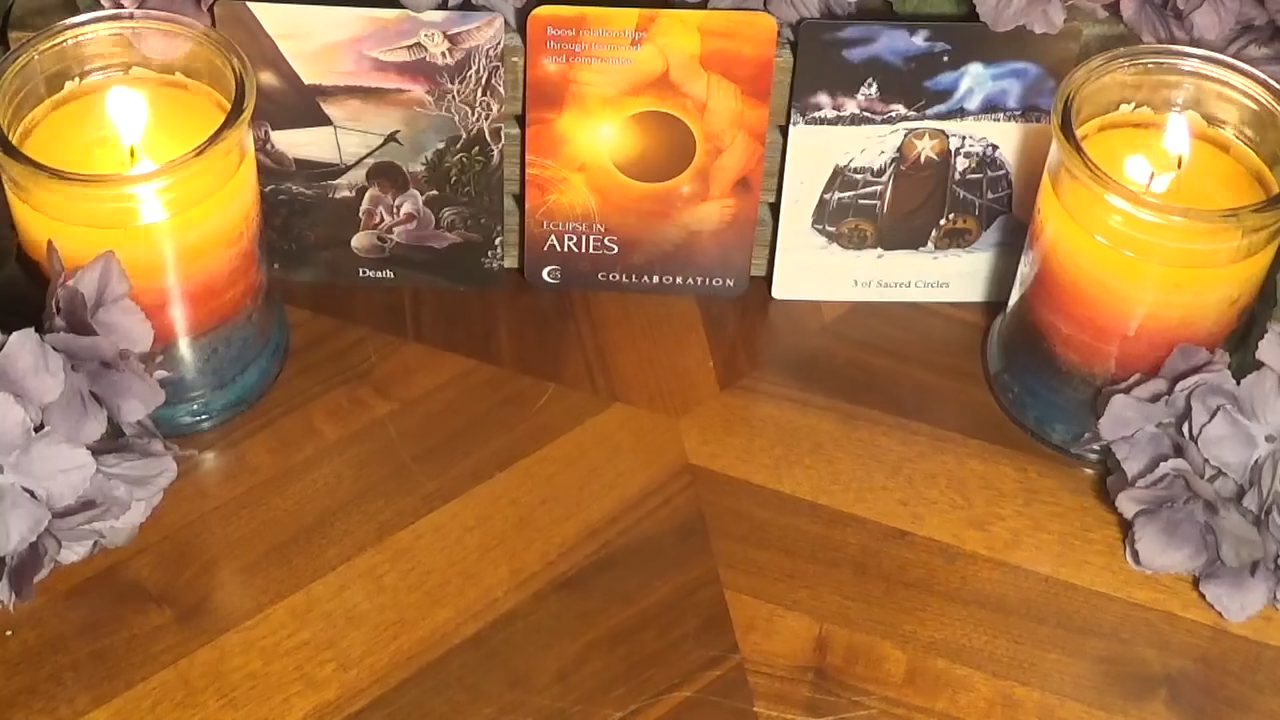 Death
Boost relationships
through teamwork
and compromise
ECLIPSE IN
ARIES
25
COLLABORATION
3 of Sacred Circles